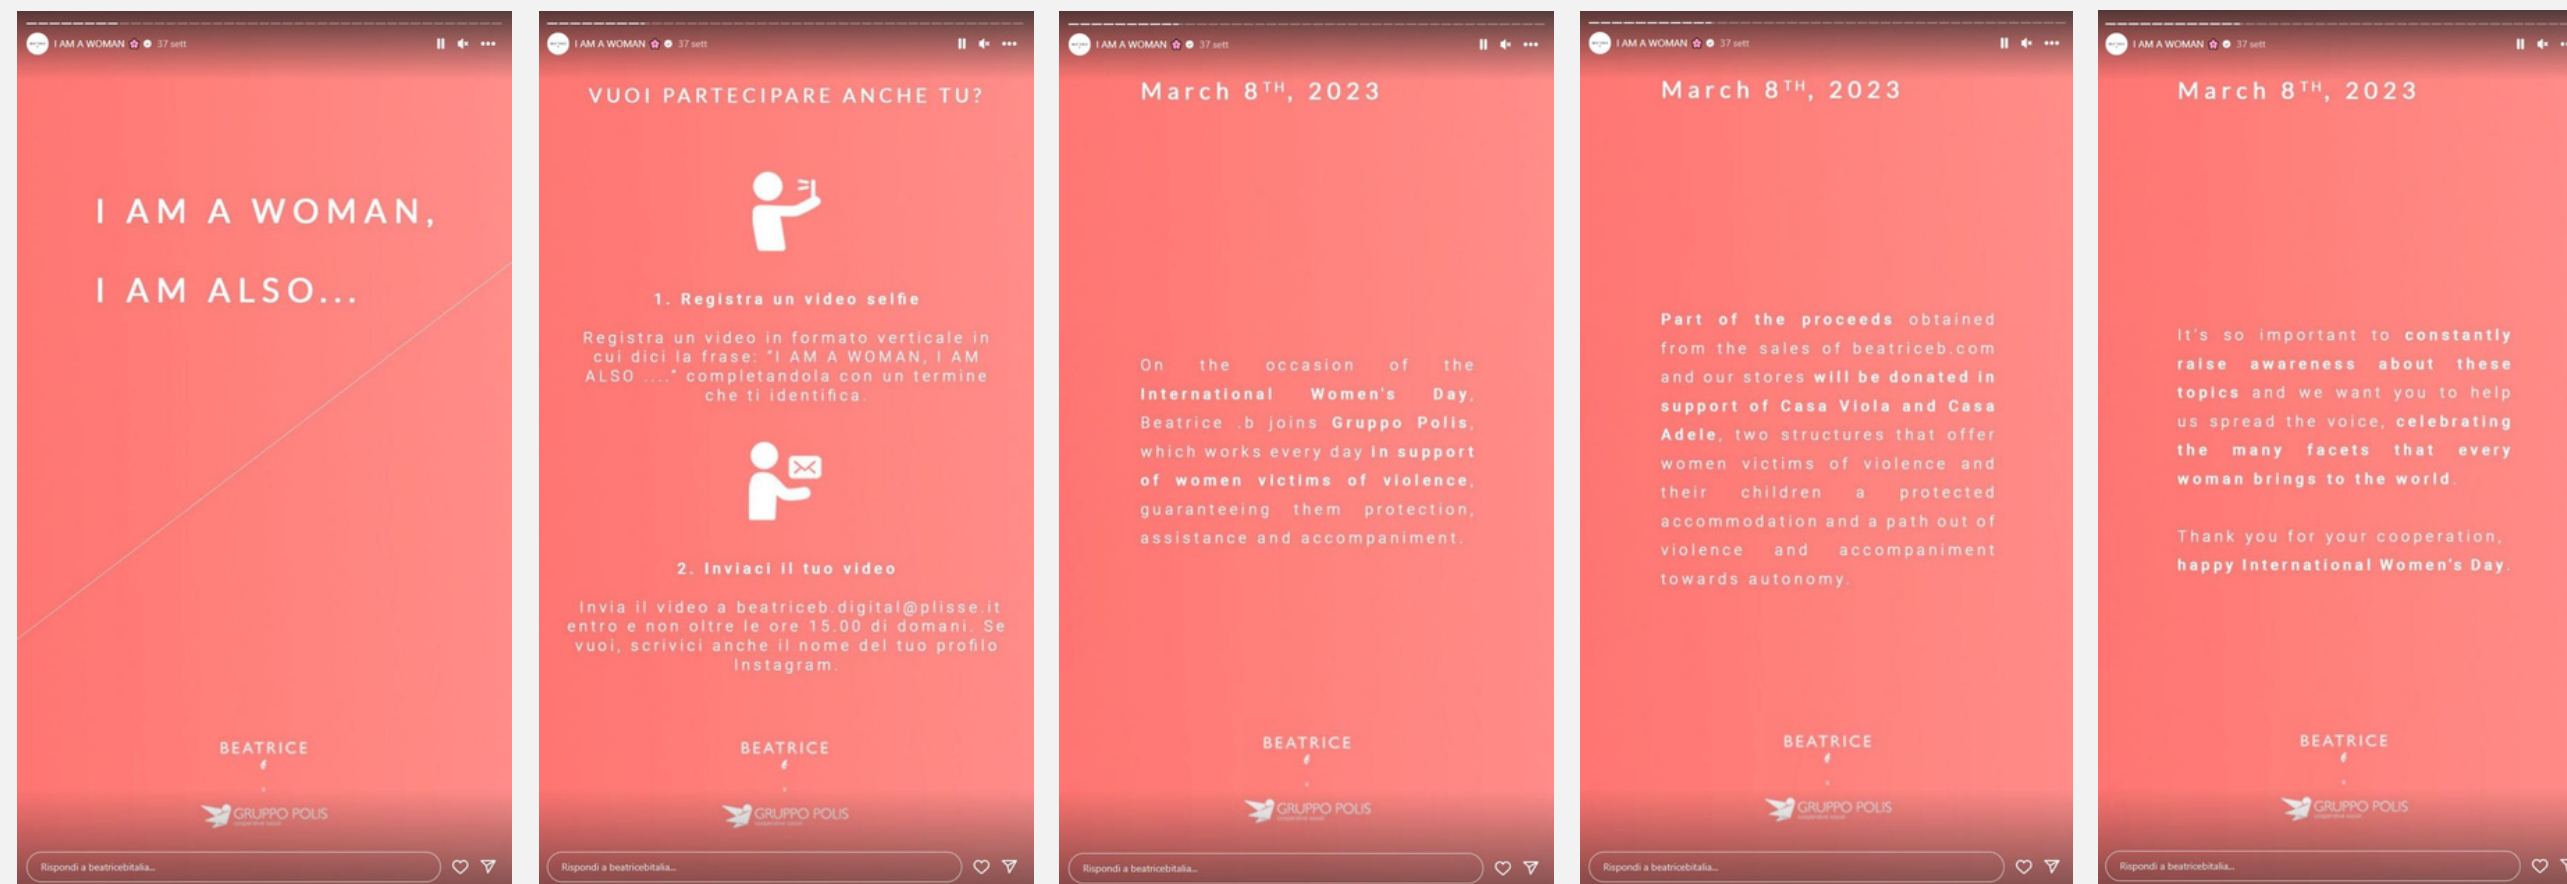 I AM A WOMAN 37 sett
I AM A WOMAN,
I AM ALSO...
BEATRICE
GRUPPO POLIS
Rispondi a beatricebitalia...
I AM A WOMAN 37 sett
VUOI PARTECIPARE ANCHE TU?
1. Registra un video selfie
Registra un video in formato verticale in
cui dici la frase: "I AM A WOMAN, I AM
ALSO ...." completandola con un termine
che ti identifica.
2. Inviaci il tuo video
Invia il video a beatriceb.digital@plisse.it
entro e non oltre le ore 15.00 di domani. Se
vuoi, scrivici anche il nome del tuo profilo
Instagram.
BEATRICE
GRUPPO POLIS
Rispondi a beatricebitalia...
I AM A WOMAN 37 sett
March 8TH, 2023
On the occasion of the
International Women's Day,
Beatrice .b joins Gruppo Polis,
which works every day in support
of women victims of violence,
guaranteeing them protection,
assistance and accompaniment.
BEATRICE
GRUPPO POLIS
Rispondi a beatricebitalia...
I AM A WOMAN 37 sett
March 8TH, 2023
Part of the proceeds obtained
from the sales of beatriceb.com
and our stores will be donated in
support of Casa Viola and Casa
Adele, two structures that offer
women victims of violence and
their children a protected
accommodation and a path out of
violence and accompaniment
towards autonomy.
BEATRICE
GRUPPO POLIS
Rispondi a beatricebitalia...
I AM A WOMAN 37 sett
March 8TH, 2023
It's so important to constantly
raise awareness about these
topics and we want you to help
us spread the voice, celebrating
the many facets that every
woman brings to the world.
Thank you for your cooperation,
happy International Women's Day.
BEATRICE
GRUPPO POLIS
Rispondi a beatricebitalia...